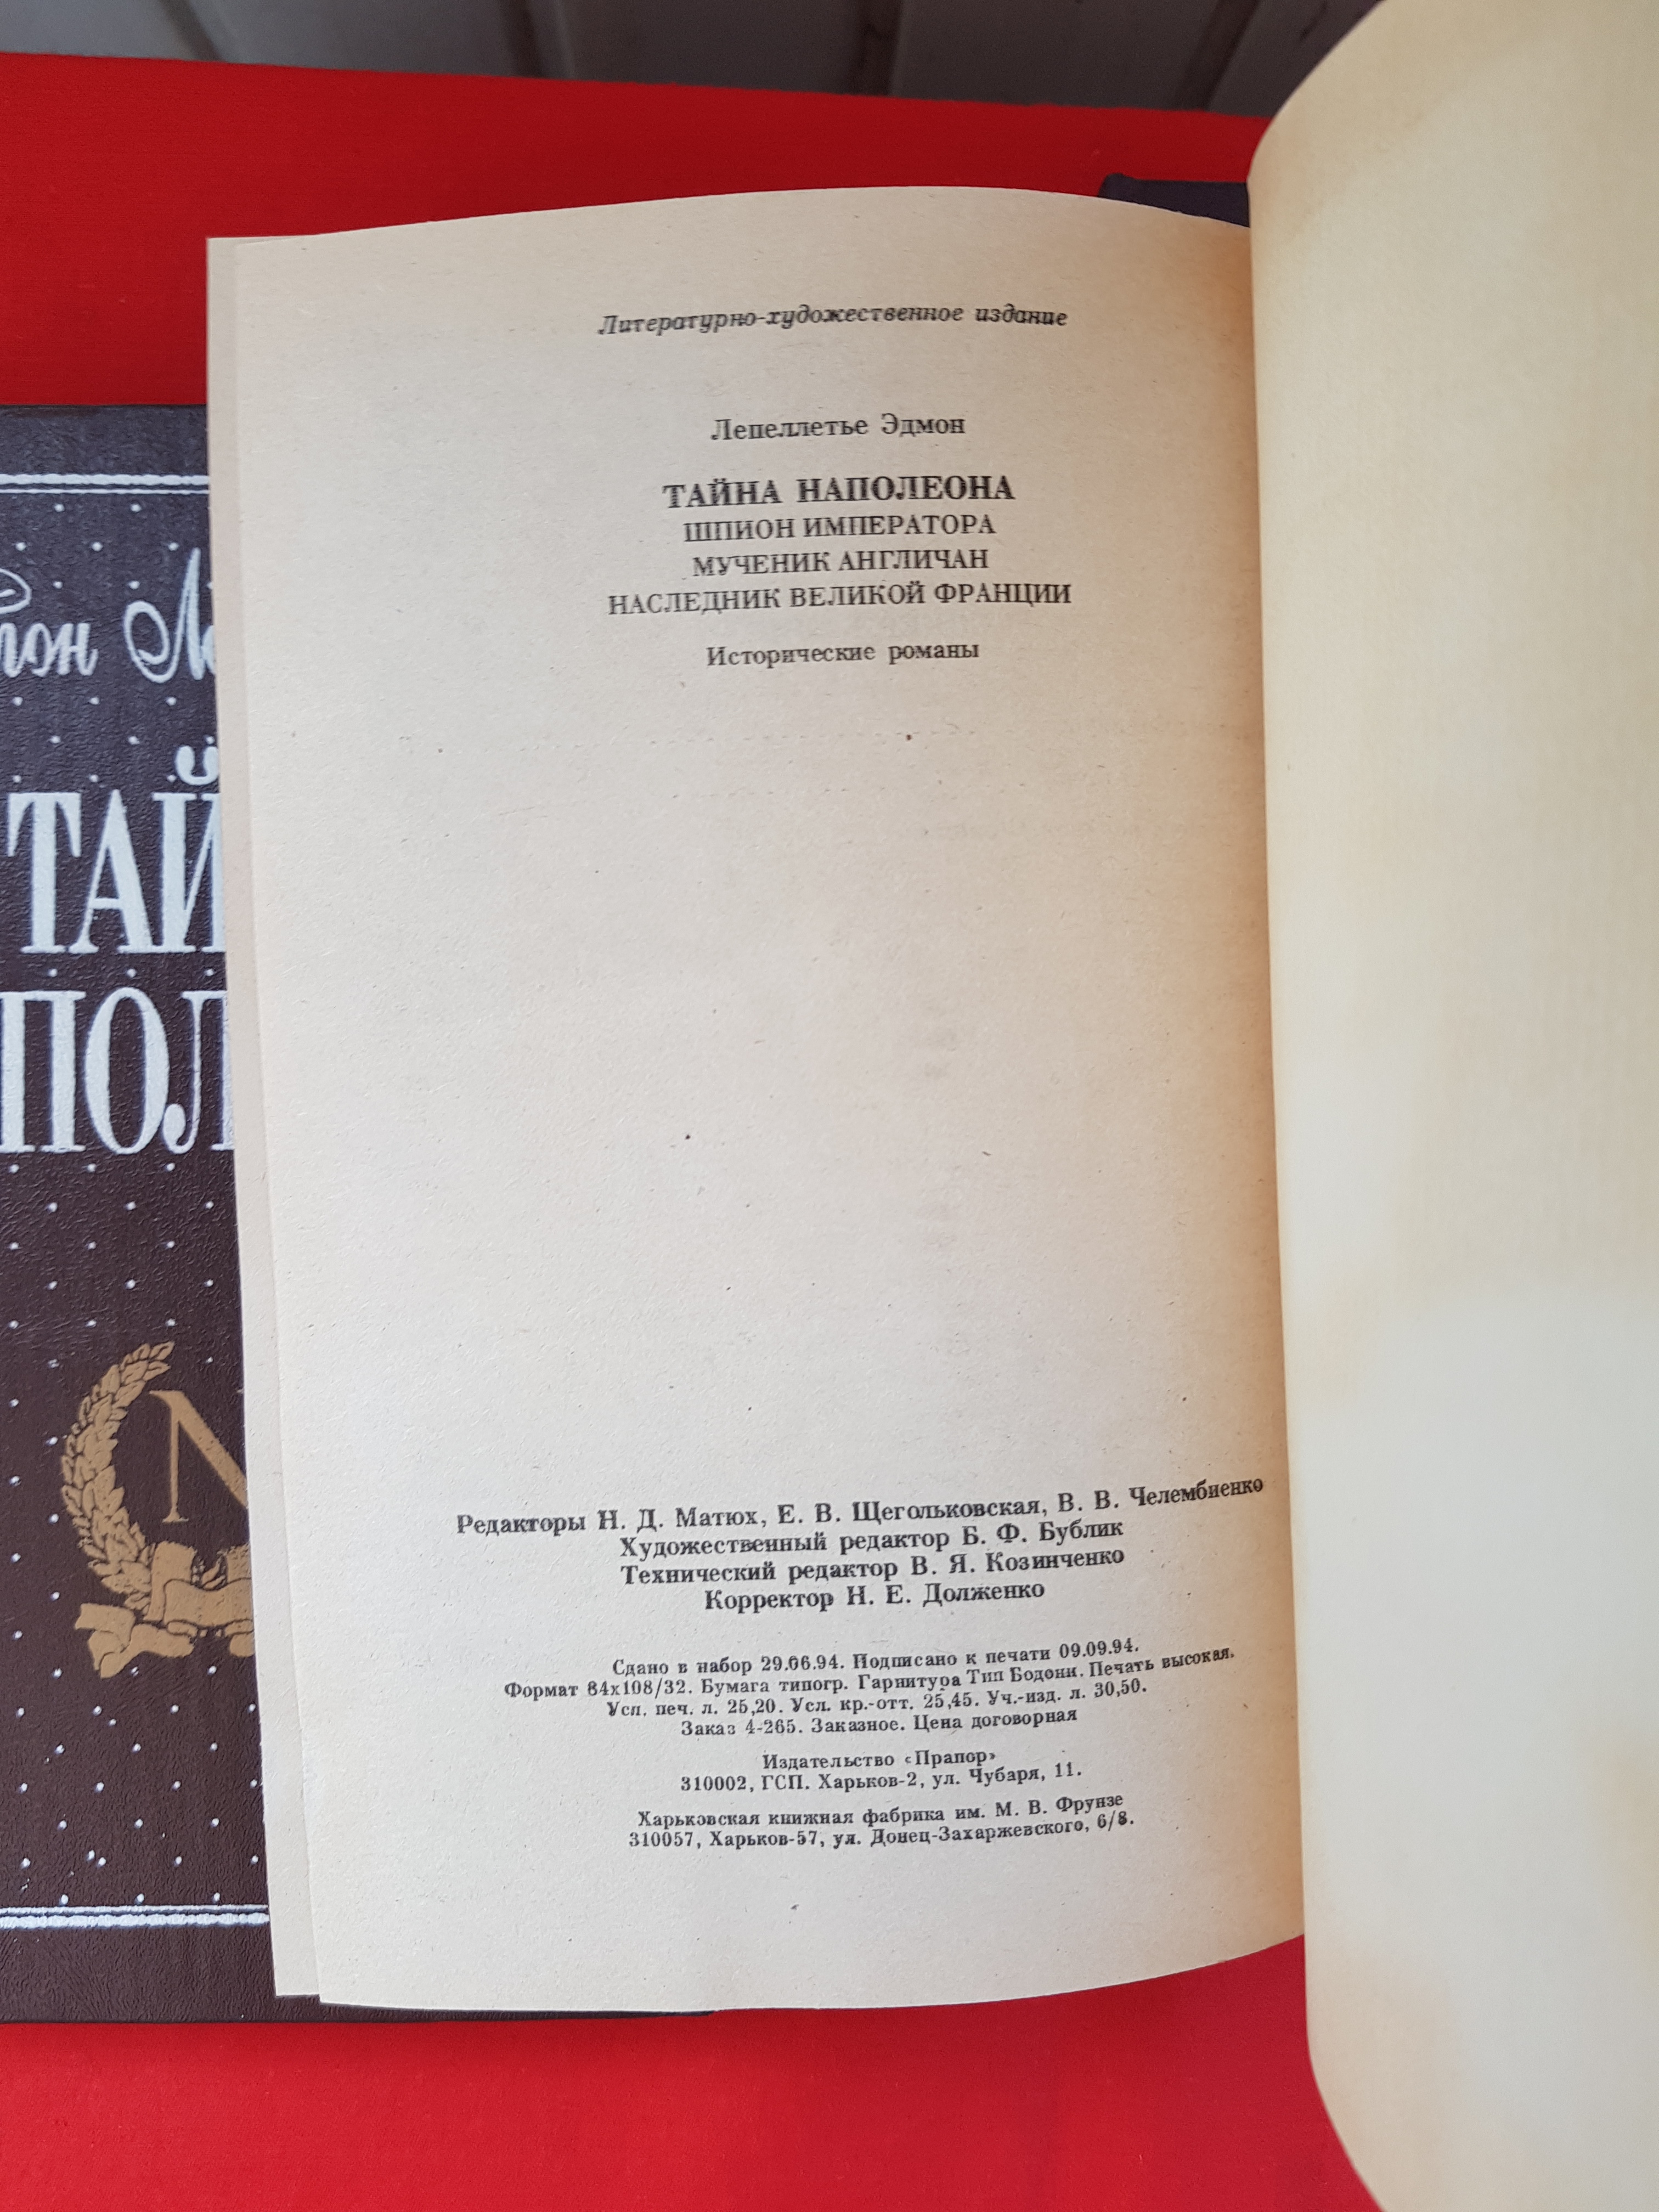 Литературно-художественное издание
Лепеллетье Эдмон
ТАЙНА НАПОЛЕОНА
ШПИОН ИМПЕРАТОРА
МУЧЕНИК АНГЛИЧАН
НАСЛЕДНИК ВЕЛИКОЙ ФРАНЦИИ
Исторические романы
Редакторы Н. Д. Матюх, Е. В. Щегольковская, В. В. Челембиенко
Художественный редактор Б. Ф. Бублик
Технический редактор В. Я. Козинченко
Корректор Н. Е. Долженко
Сдано в набор 29.06.94. Подписано к печати 09.09.94.
Формат 84x108/32. Бумага типогр. Гарнитура Тип Бодони. Печать высокая.
Усл. печ. л. 25,20. Усл. кр.-отт. 25,45. Уч.-изд. л. 30,50.
Заказ 4-265. Заказное. Цена договорная
Издательство «Прапор»
310002, ГСП. Харьков-2, ул. Чубаря, 11.
Харьковская книжная фабрика им. М. В. Фрунзе
310057, Харьков-57, ул. Донец-Захаржевского, 6/8.
ТАЙ
ПОЛ
N